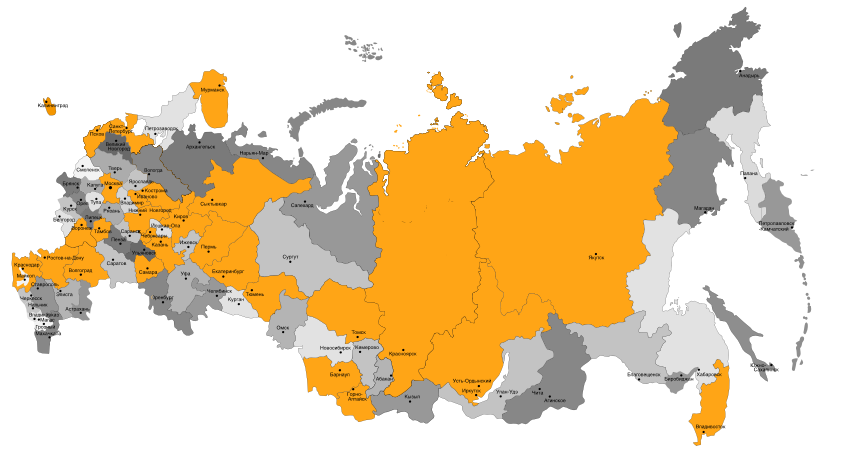 Анадырь
Мурманск
Калининград
Санкт-
Петербург
Псков
Петрозаводск
Великий
Новгород
Архангельск
Нарьян-Мар
Смоленск
Тверь
Вологда
Палана
Брянск
Калуга
Москва
Ярославль
Кострома
Иваново
Тула
Владимир
Сыктывкар
Салехард
Курск
Рязань
Нижний Новгород
Магадан
Белгород
Липецк
Киров
Петропавловск
-Камчатский
Воронеж
Тамбов
Саранск
Йошкар-Ола
Чебоксары
Пенза
Казань
Ижевск
Пермь
Ульяновск
Сургут
Якутск
Ростов-на-Дону
Краснодар
Саратов
Самара
Уфа
Екатеринбург
Майкоп
Волгоград
Ставрополь
Элиста
Челябинск
Тюмень
Черкесск
Оренбург
Курган
Нальчик
Астрахань
Владикавказ
Магас
Грозный
Махачкала
Омск
Томск
Новосибирск
Кемерово
Красноярск
Барнаул
Абакан
Усть-Ордынский
Иркутск
Улан-Удэ
Чита
Агинское
Благовещенск
Биробиджан
Хабаровск
Южно-
Сахалинск
Горно-
Алтайск
Кызыл
Владивосток